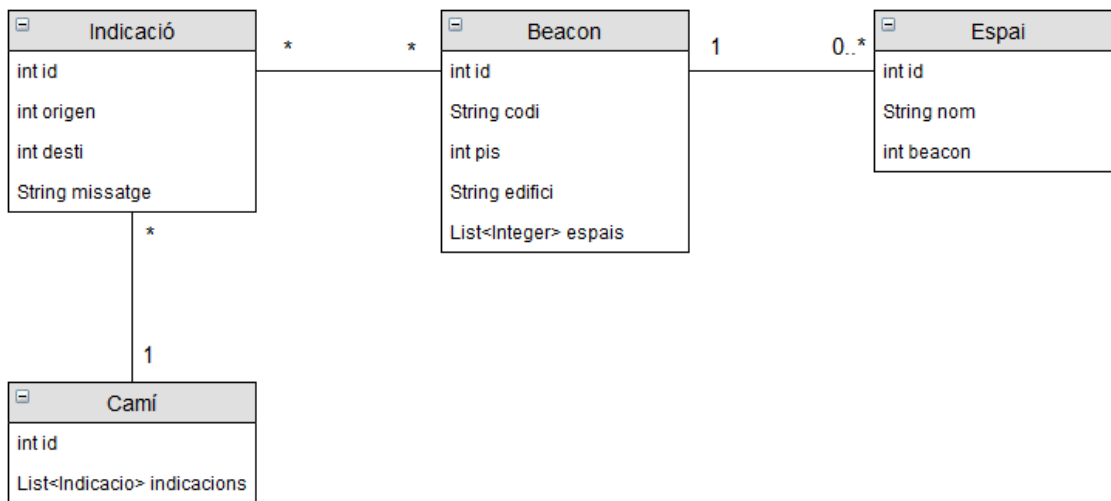 Indicació
int id
int origen
int desti
String missatge
* *
Beacon
int id
String codi
int pis
String edifici
List<Integer> espais
1 0..*
Espai
int id
String nom
int beacon
*
1
Camí
int id
List<Indicacio> indicacions